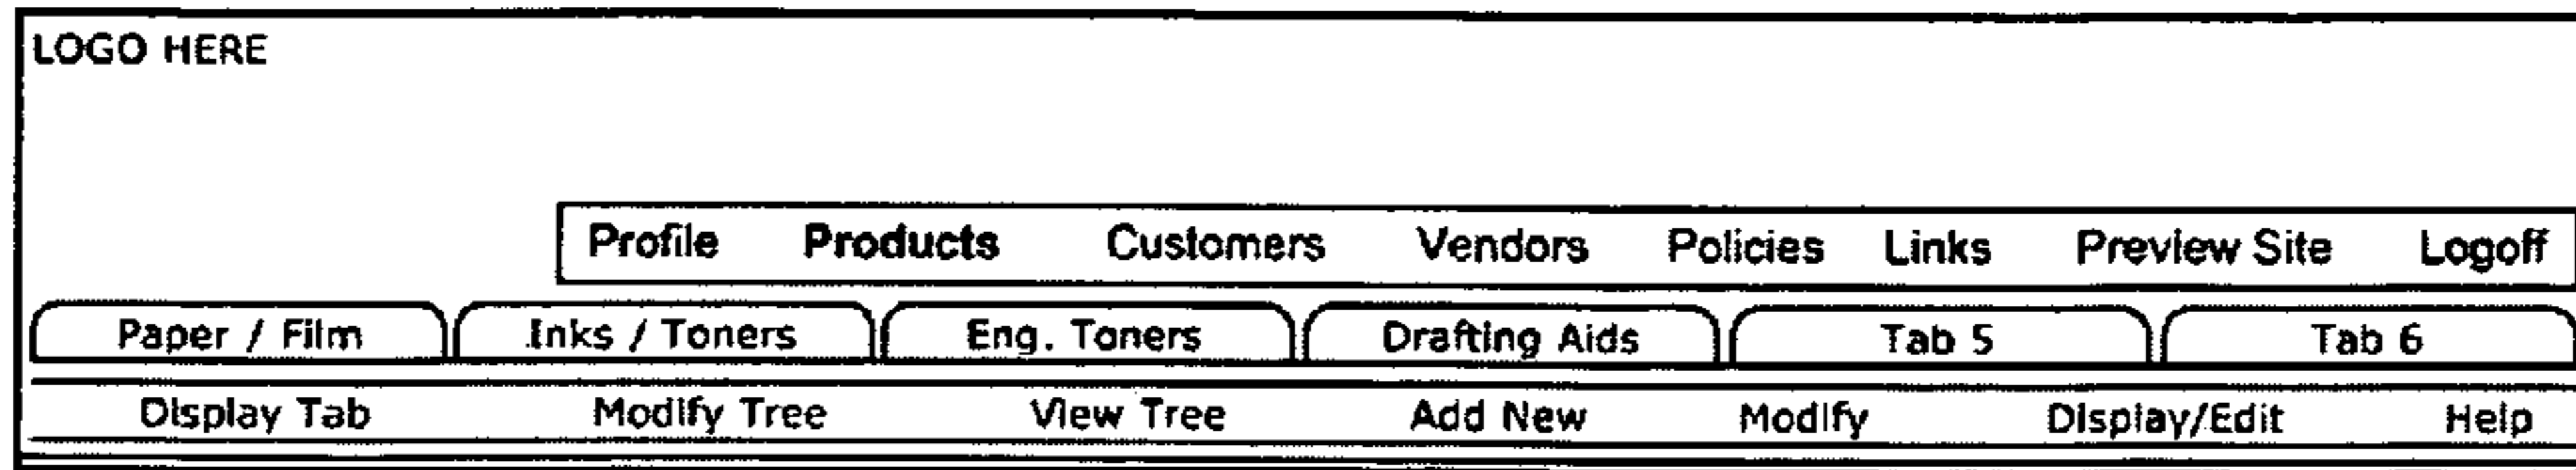 LOGO HERE
Profile Products Customers Vendors Policies Links Preview Site Logoff
Paper / Film Inks / Toners Eng. Toners Drafting Aids Tab 5 Tab 6
Display Tab Modify Tree View Tree Add New Modify Display/Edit Help